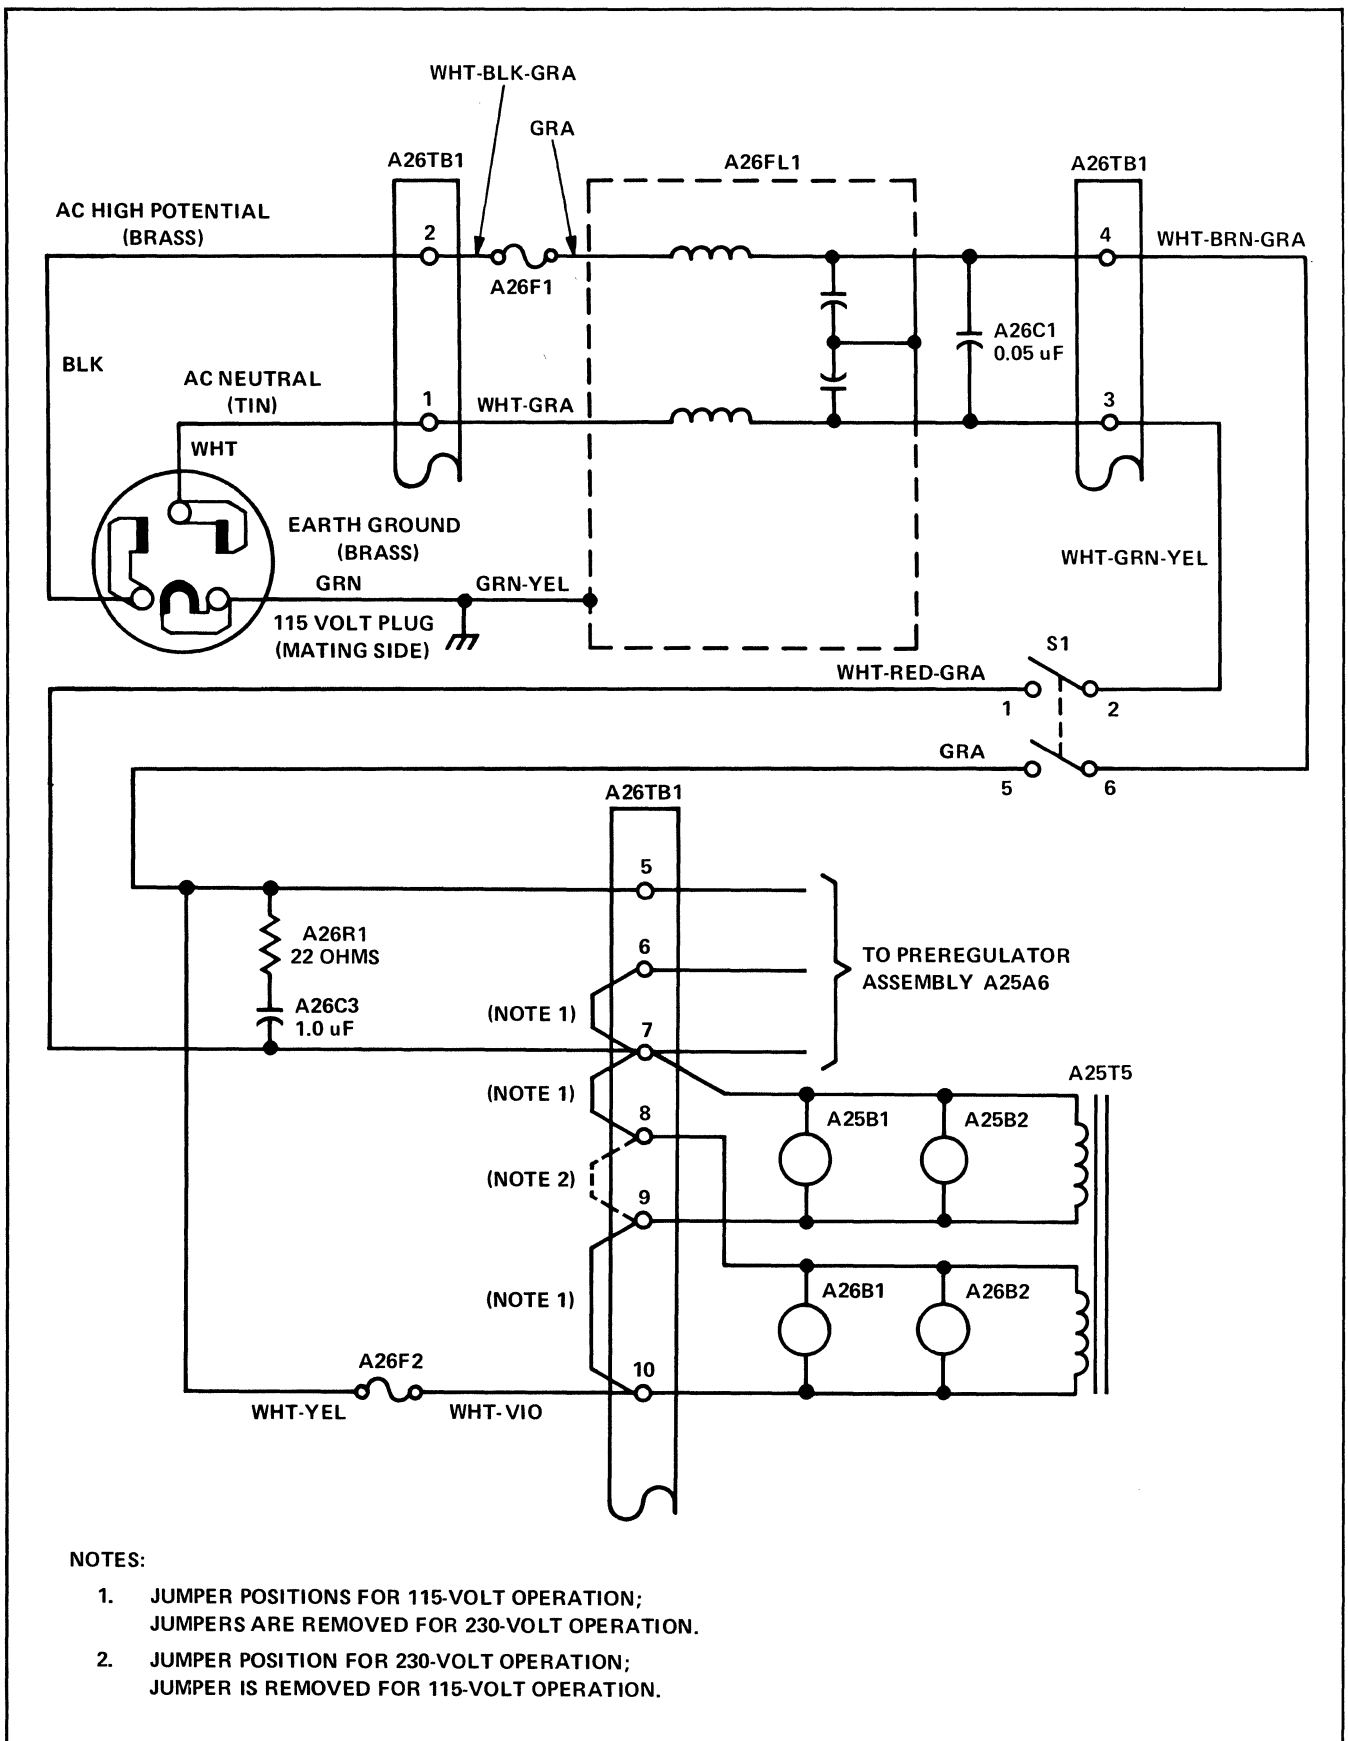 WHT-BLK-GRA
GRA
A26TB1
A26FL1
A26TB1
AC HIGH POTENTIAL
(BRASS)
2
4
WHT-BRN-GRA
A26F1
A26C1
0.05 uF
BLK
AC NEUTRAL
(TIN)
1
WHT-GRA
3
WHT
EARTH GROUND
(BRASS)
GRN
GRN-YEL
WHT-GRN-YEL
115 VOLT PLUG
(MATING SIDE)
S1
WHT-RED-GRA
1
2
GRA
5
6
A26TB1
5
A26R1
22 OHMS
6
TO PREREGULATOR
ASSEMBLY A25A6
A26C3
1.0 uF
(NOTE 1)
7
A25T5
(NOTE 1)
8
A25B1
A25B2
(NOTE 2)
9
(NOTE 1)
A26B1
A26B2
A26F2
10
WHT-YEL
WHT-VIO
NOTES:
1. JUMPER POSITIONS FOR 115-VOLT OPERATION;
JUMPERS ARE REMOVED FOR 230-VOLT OPERATION.
2. JUMPER POSITION FOR 230-VOLT OPERATION;
JUMPER IS REMOVED FOR 115-VOLT OPERATION.